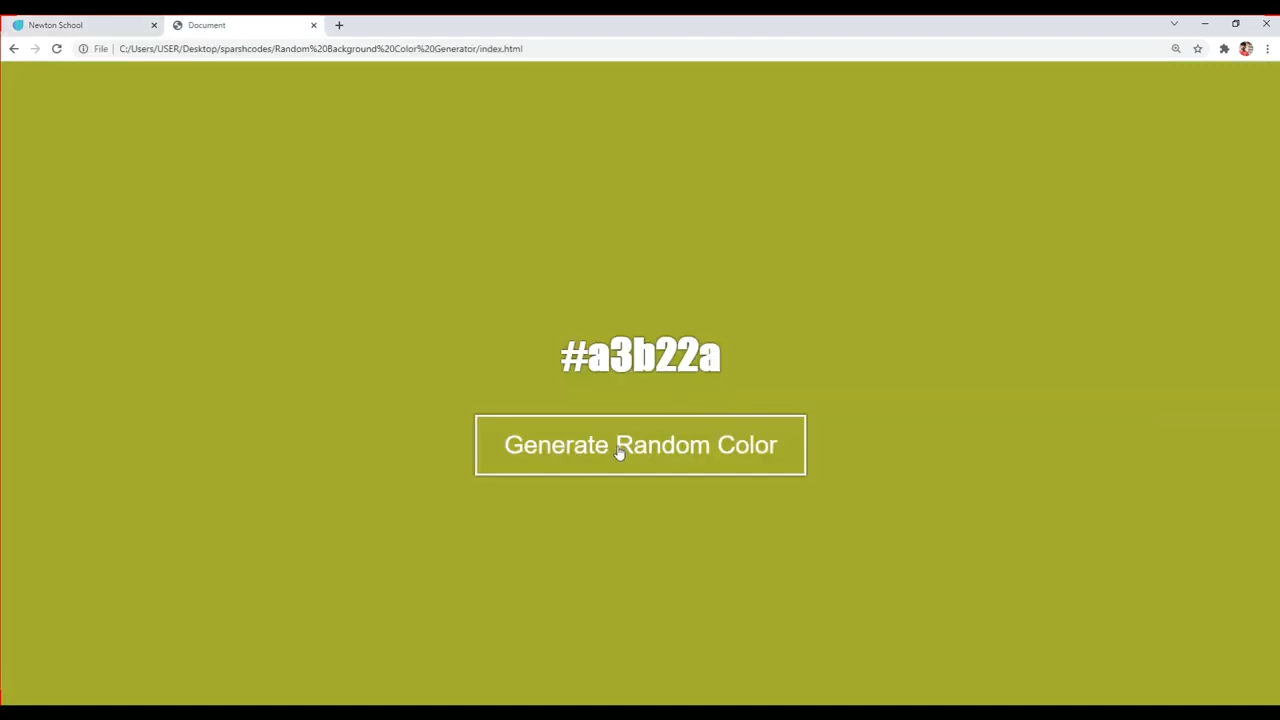 Newton School
Document
File
C:/Users/USER/Desktop/sparshcodes/Random%20Background%20Color%20Generator/index.html
#a3b22a
Generate Random Color